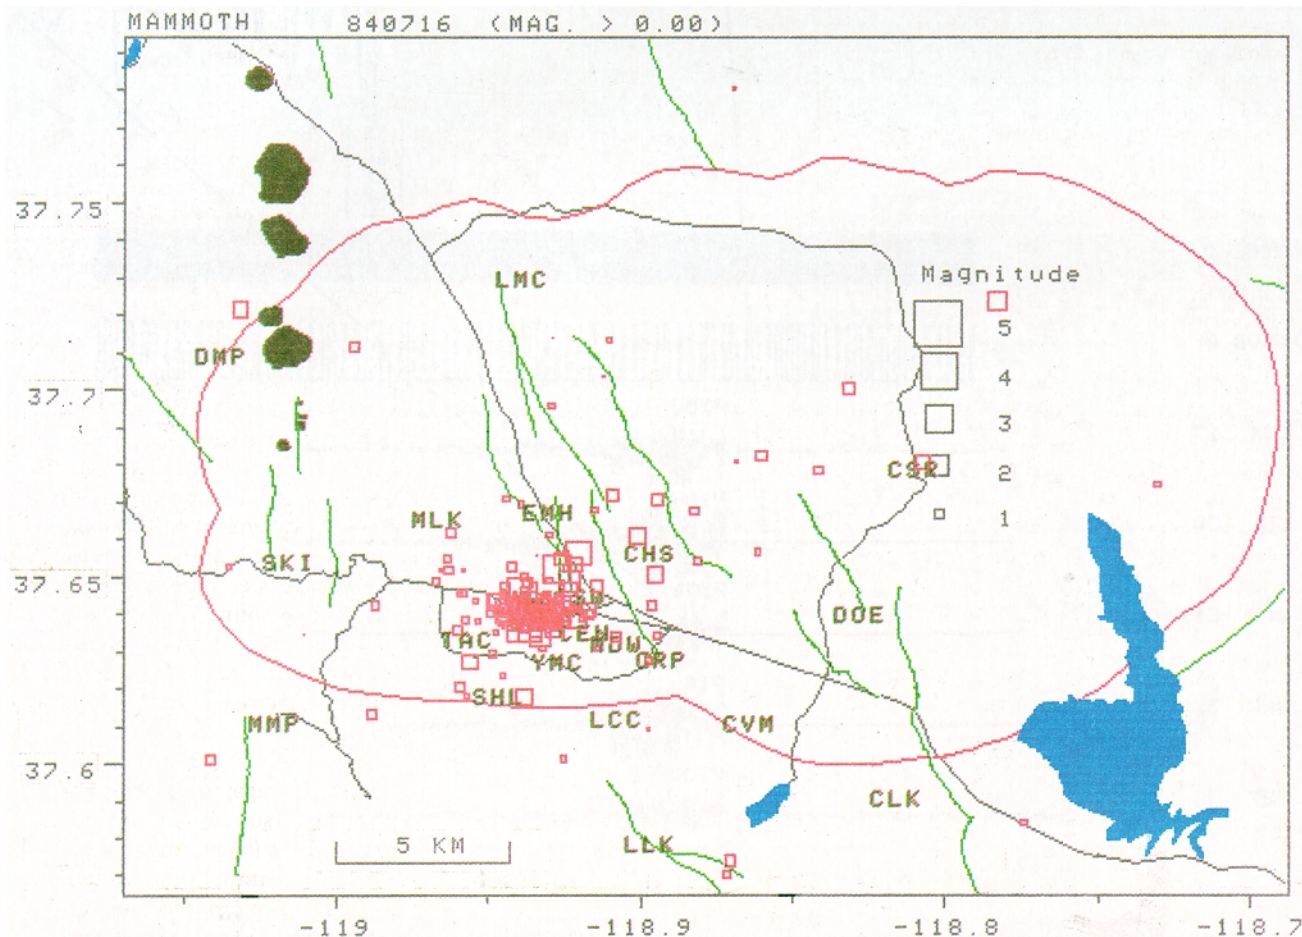 MAMMOTH 840716 (MAG. > 0.00)
37.75
LMC
Magnitude
5
DMP
4
37.7
3
CSR
2
MLK
EMH
1
CHS
SKI
37.65
DOE
LEM
YMC
ORP
SHL
MMP
LCC
CVM
37.6
CLK
5 KM
LLK
-119
-118.9
-118.8
-118.7